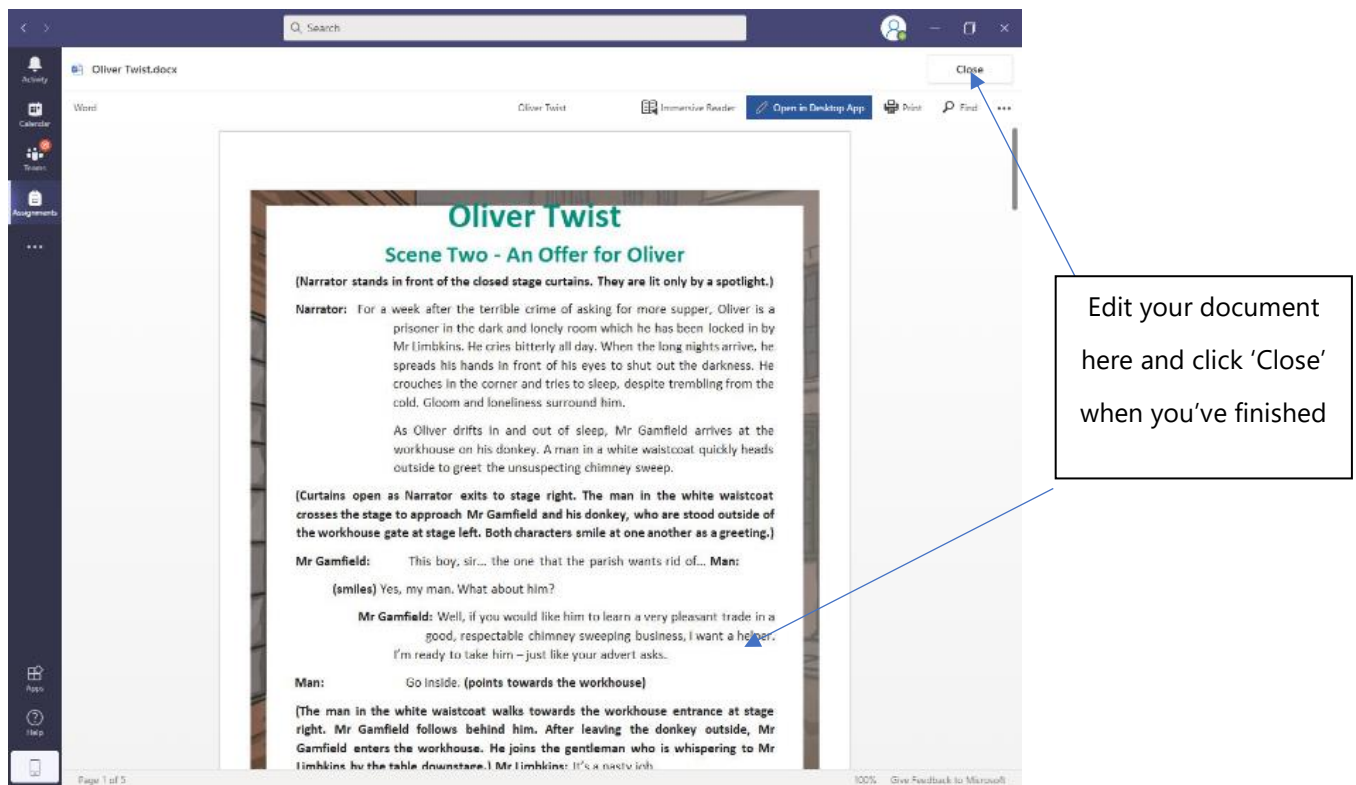 Search
Activity
Oliver Twist.docx
Close
Calendar
Word
Oliver Twist
Immersive Reader
Open in Desktop App
Print
Find
Teams
Assignments
Oliver Twist
Scene Two - An Offer for Oliver
(Narrator stands in front of the closed stage curtains. They are lit only by a spotlight.)
Narrator: For a week after the terrible crime of asking for more supper, Oliver is a
prisoner in the dark and lonely room which he has been locked in by
Mr Limbkins. He cries bitterly all day. When the long nights arrive, he
spreads his hands in front of his eyes to shut out the darkness. He
crouches in the corner and tries to sleep, despite trembling from the
cold. Gloom and loneliness surround him.
As Oliver drifts in and out of sleep, Mr Gamfield arrives at the
workhouse on his donkey. A man in a white waistcoat quickly heads
outside to greet the unsuspecting chimney sweep.
(Curtains open as Narrator exits to stage right. The man in the white waistcoat
crosses the stage to approach Mr Gamfield and his donkey, who are stood outside of
the workhouse gate at stage left. Both characters smile at one another as a greeting.)
Mr Gamfield: This boy, sir... the one that the parish wants rid of... Man:
(smiles) Yes, my man. What about him?
Mr Gamfield: Well, if you would like him to learn a very pleasant trade in a
good, respectable chimney sweeping business, I want a helper.
I'm ready to take him – just like your advert asks.
Man: Go inside. (points towards the workhouse)
(The man in the white waistcoat walks towards the workhouse entrance at stage
right. Mr Gamfield follows behind him. After leaving the donkey outside, Mr
Gamfield enters the workhouse. He joins the gentleman who is whispering to Mr
Limbkins by the table downstage.) Mr Limbkins: It's a nasty job
Apps
Help
Page 1 of 5
100% Give Feedback to Microsoft
Edit your document
here and click ‘Close’
when you’ve finished